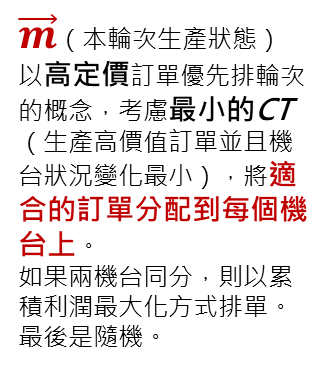 m（本輪次生產狀態）
以高定價訂單優先排輪次
的概念，考慮最小的CT
（生產高價值訂單並且機
台狀況變化最小），將適
合的訂單分配到每個機
台上。
如果兩機台同分，則以累
積利潤最大化方式排單。
最後是隨機。